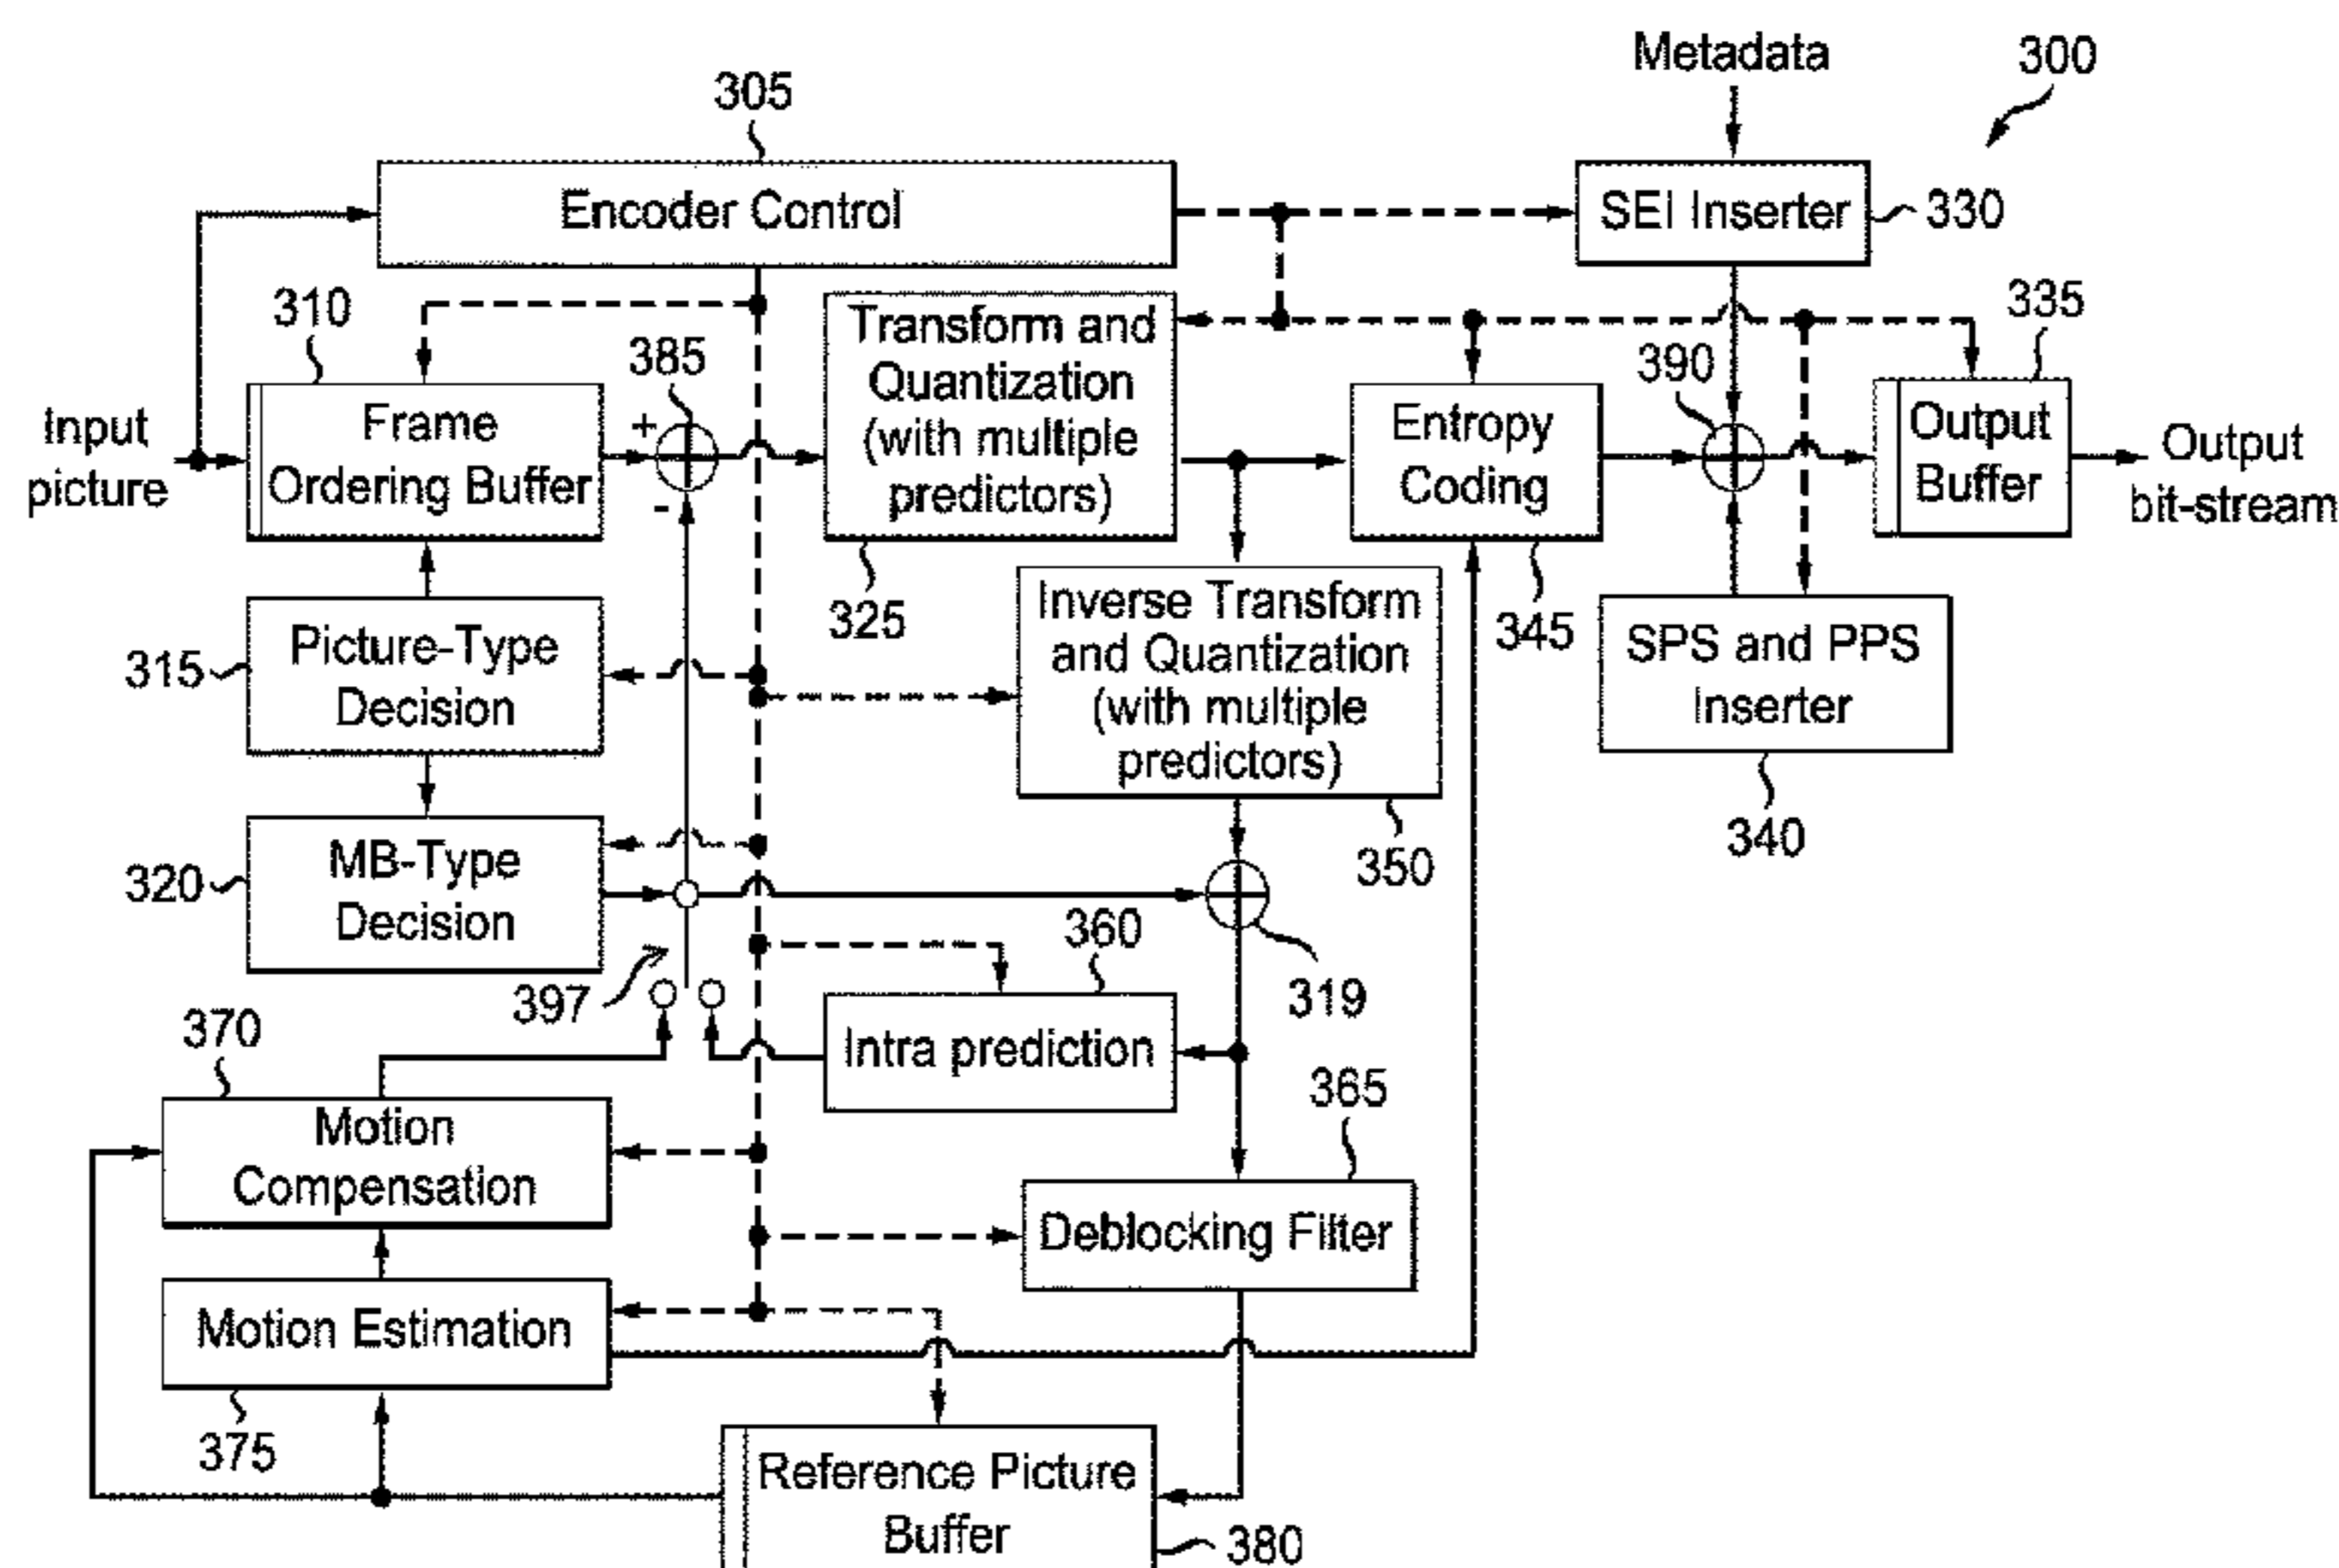 Metadata
300
305
Encoder Control
SEI Inserter
330
310
385
Transform and
Quantization
(with multiple
predictors)
325
390
335
Input
picture
Frame
Ordering Buffer
+
-
Entropy
Coding
345
Output
Buffer
Output
bit-stream
315
Picture-Type
Decision
Inverse Transform
and Quantization
(with multiple
predictors)
350
SPS and PPS
Inserter
340
320
MB-Type
Decision
360
319
397
370
Intra prediction
365
Motion
Compensation
Deblocking Filter
Motion Estimation
375
Reference Picture
Buffer
380